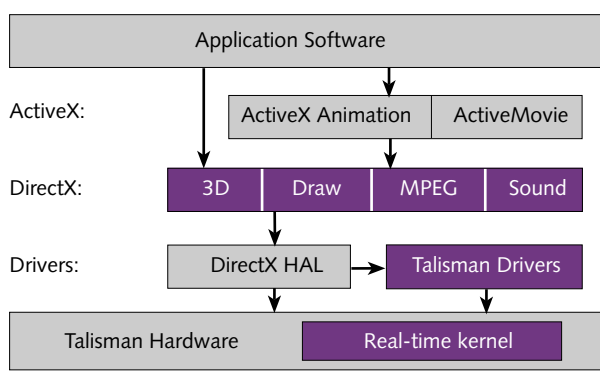 Application Software
ActiveX:
ActiveX Animation
ActiveMovie
DirectX:
3D
Draw
MPEG
Sound
Drivers:
DirectX HAL
Talisman Drivers
Talisman Hardware
Real-time kernel